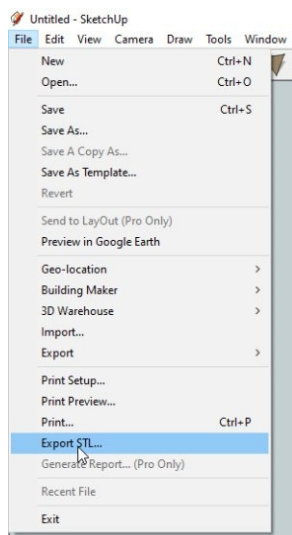 Untitled - SketchUp
File Edit View Camera Draw Tools Window
New Ctrl+N
Open... Ctrl+O
Save Ctrl+S
Save As...
Save A Copy As...
Save As Template...
Revert
Send to LayOut (Pro Only)
Preview in Google Earth
Geo-location >
Building Maker >
3D Warehouse >
Import...
Export >
Print Setup...
Print Preview...
Print... Ctrl+P
Export STL...
Generate Report... (Pro Only)
Recent File
Exit